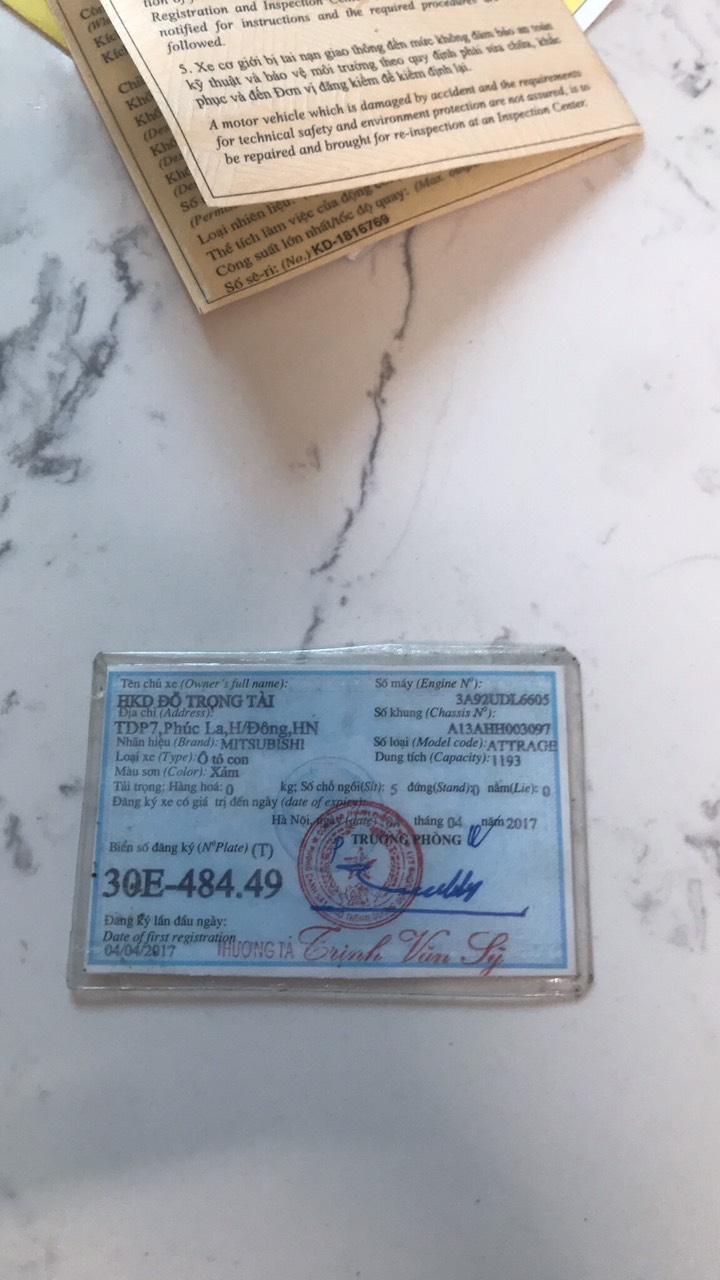 Registration and Inspection
notified for instructions and the required procedures
followed.
5. Xe cơ giới bị tai nạn giao thông đến mức không đảm bảo an toàn
kỹ thuật và bảo vệ môi trường theo quy định phải sửa chữa, khắc
phục và đến Đơn vị đăng kiểm để kiểm định lại.
A motor vehicle which is damaged by accident and the requirements
for technical safety and environment protection are not assured, is to
be repaired and brought for re-inspection at an Inspection Center.
Số
Loại nhiên liệu:
Thể tích làm việc của động
Công suất lớn nhất/tốc độ quay: (Max.
Số sê-ri: (No.) KD-1816769
Tên chủ xe (Owner's full name):
HKD ĐỖ TRỌNG TÀI
Địa chỉ (Address):
TDP7,Phúc La,H/Đông,HN
Nhãn hiệu (Brand): MITSUBISHI
Loại xe (Type): Ô tô con
Màu sơn (Color): Xám
Số máy (Engine Nº):
3A92UDL6605
Số khung (Chassis Nº):
A13AHH003097
Số loại (Model code): ATTRAGE
Dung tích (Capacity): 1193
Tải trọng: Hàng hoá: 0 kg; Số chỗ ngồi(Sit): 5 đứng(Stand): 0 nằm(Lie): 0
Đăng ký xe có giá trị đến ngày (date of expiry):
Hà Nội, ngày (date) tháng 04 năm 2017
TRƯỞNG PHÒNG
Biển số đăng ký (NºPlate) (T)
30E-484.49
Đăng ký lần đầu ngày:
Date of first registration
04/04/2017
THƯỢNG TÁ Trịnh Văn Sỹ